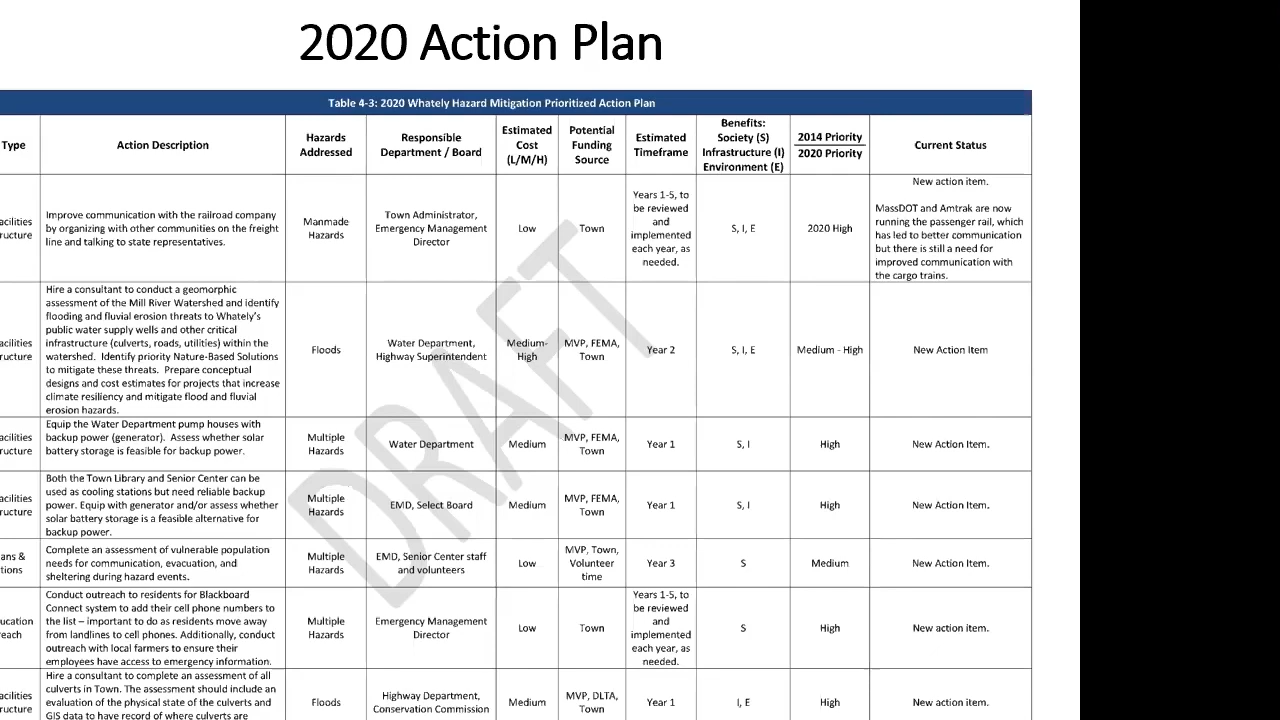 2020 Action Plan
Table 4-3: 2020 Whately Hazard Mitigation Prioritized Action Plan
Type
Action Description
Hazards
Addressed
Responsible
Department / Board
Estimated
Cost
(L/M/H)
Potential
Funding
Source
Estimated
Timeframe
Benefits:
Society (S)
Infrastructure (I)
Environment (E)
2014 Priority
2020 Priority
Current Status
acilities
ructure
Improve communication with the railroad company
by organizing with other communities on the freight
line and talking to state representatives.
Manmade
Hazards
Town Administrator,
Emergency Management
Director
Low
Town
Years 1-5, to
be reviewed
and
implemented
each year, as
needed.
S, I, E
2020 High
New action item.
MassDOT and Amtrak are now
running the passenger rail, which
has led to better communication
but there is still a need for
improved communication with
the cargo trains.
acilities
ructure
Hire a consultant to conduct a geomorphic
assessment of the Mill River Watershed and identify
flooding and fluvial erosion threats to Whately's
public water supply wells and other critical
infrastructure (culverts, roads, utilities) within the
watershed. Identify priority Nature-Based Solutions
to mitigate these threats. Prepare conceptual
designs and cost estimates for projects that increase
climate resiliency and mitigate flood and fluvial
erosion hazards.
Floods
Water Department,
Highway Superintendent
Medium-
High
MVP, FEMA,
Town
Year 2
S, I, E
Medium - High
New Action Item
acilities
ructure
Equip the Water Department pump houses with
backup power (generator). Assess whether solar
battery storage is feasible for backup power.
Multiple
Hazards
Water Department
Medium
MVP, FEMA,
Town
Year 1
S, I
High
New Action Item.
acilities
ructure
Both the Town Library and Senior Center can be
used as cooling stations but need reliable backup
power. Equip with generator and/or assess whether
solar battery storage is a feasible alternative for
backup power.
Multiple
Hazards
EMD, Select Board
Medium
MVP, FEMA,
Town
Year 1
S, I
High
New Action Item.
ans &
tions
Complete an assessment of vulnerable population
needs for communication, evacuation, and
sheltering during hazard events.
Multiple
Hazards
EMD, Senior Center staff
and volunteers
Low
MVP, Town,
Volunteer
time
Year 3
S
Medium
New Action Item.
ucation
reach
Conduct outreach to residents for Blackboard
Connect system to add their cell phone numbers to
the list – important to do as residents move away
from landlines to cell phones. Additionally, conduct
outreach with local farmers to ensure their
employees have access to emergency information.
Multiple
Hazards
Emergency Management
Director
Low
Town
Years 1-5, to
be reviewed
and
implemented
each year, as
needed.
S
High
New action item.
acilities
ructure
Hire a consultant to complete an assessment of all
culverts in Town. The assessment should include an
evaluation of the physical state of the culverts and
GIS data to have record of where culverts are
Floods
Highway Department,
Conservation Commission
Medium
MVP, DLTA,
Town
Year 1
I, E
High
New Action Item.
DRAFT